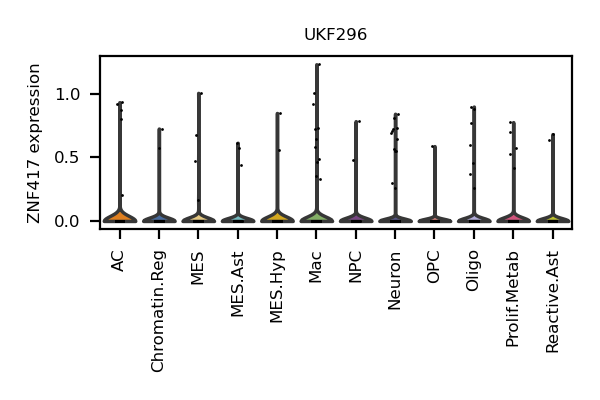 UKF296
ZNF417 expression
1.0
0.5
0.0
AC
Chromatin.Reg
MES
MES.Ast
MES.Hyp
Mac
NPC
Neuron
OPC
Oligo
Prolif.Metab
Reactive.Ast